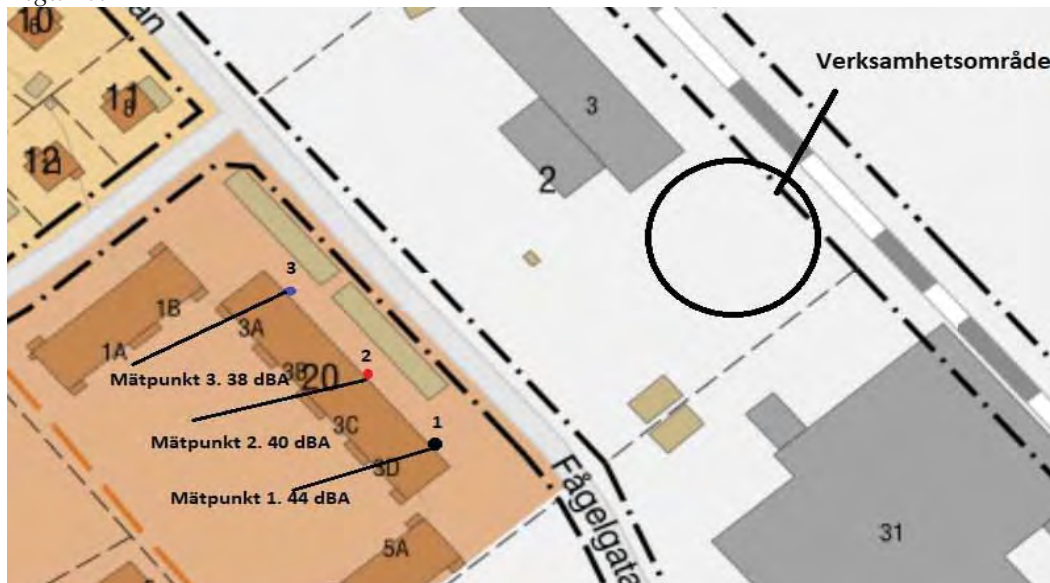 10
11
8
12
2
3
Verksamhetsområde
3
1B
1A
3A
Mätpunkt 3. 38 dBA
3B
20
2
3C
Mätpunkt 2. 40 dBA
1
3D
Mätpunkt 1. 44 dBA
5A
Fågelgata
31